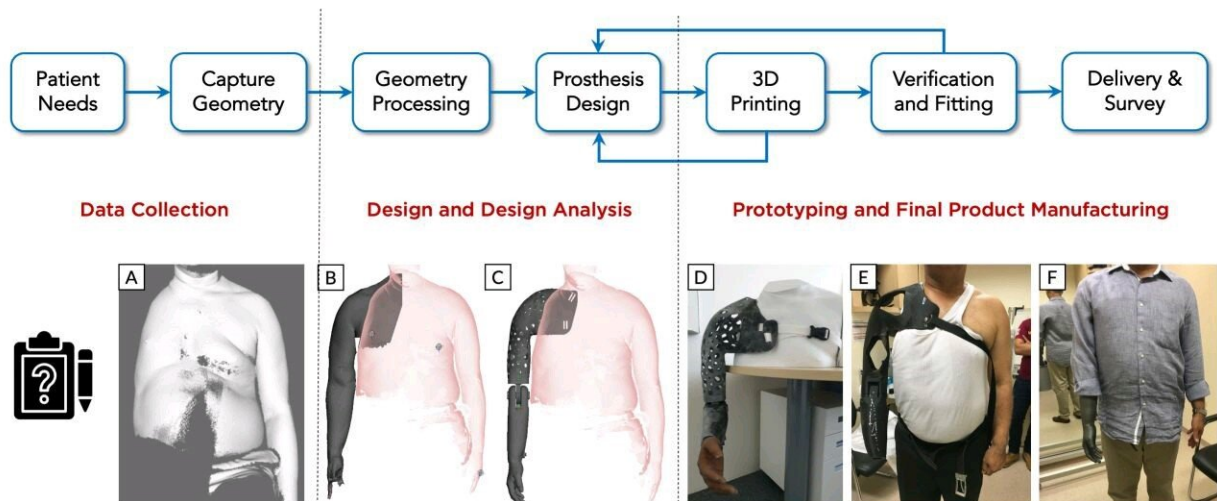 Patient
Needs
Capture
Geometry
Geometry
Processing
Prosthesis
Design
3D
Printing
Verification
and Fitting
Delivery &
Survey
Data Collection
Design and Design Analysis
Prototyping and Final Product Manufacturing
A
B
C
D
E
F
?